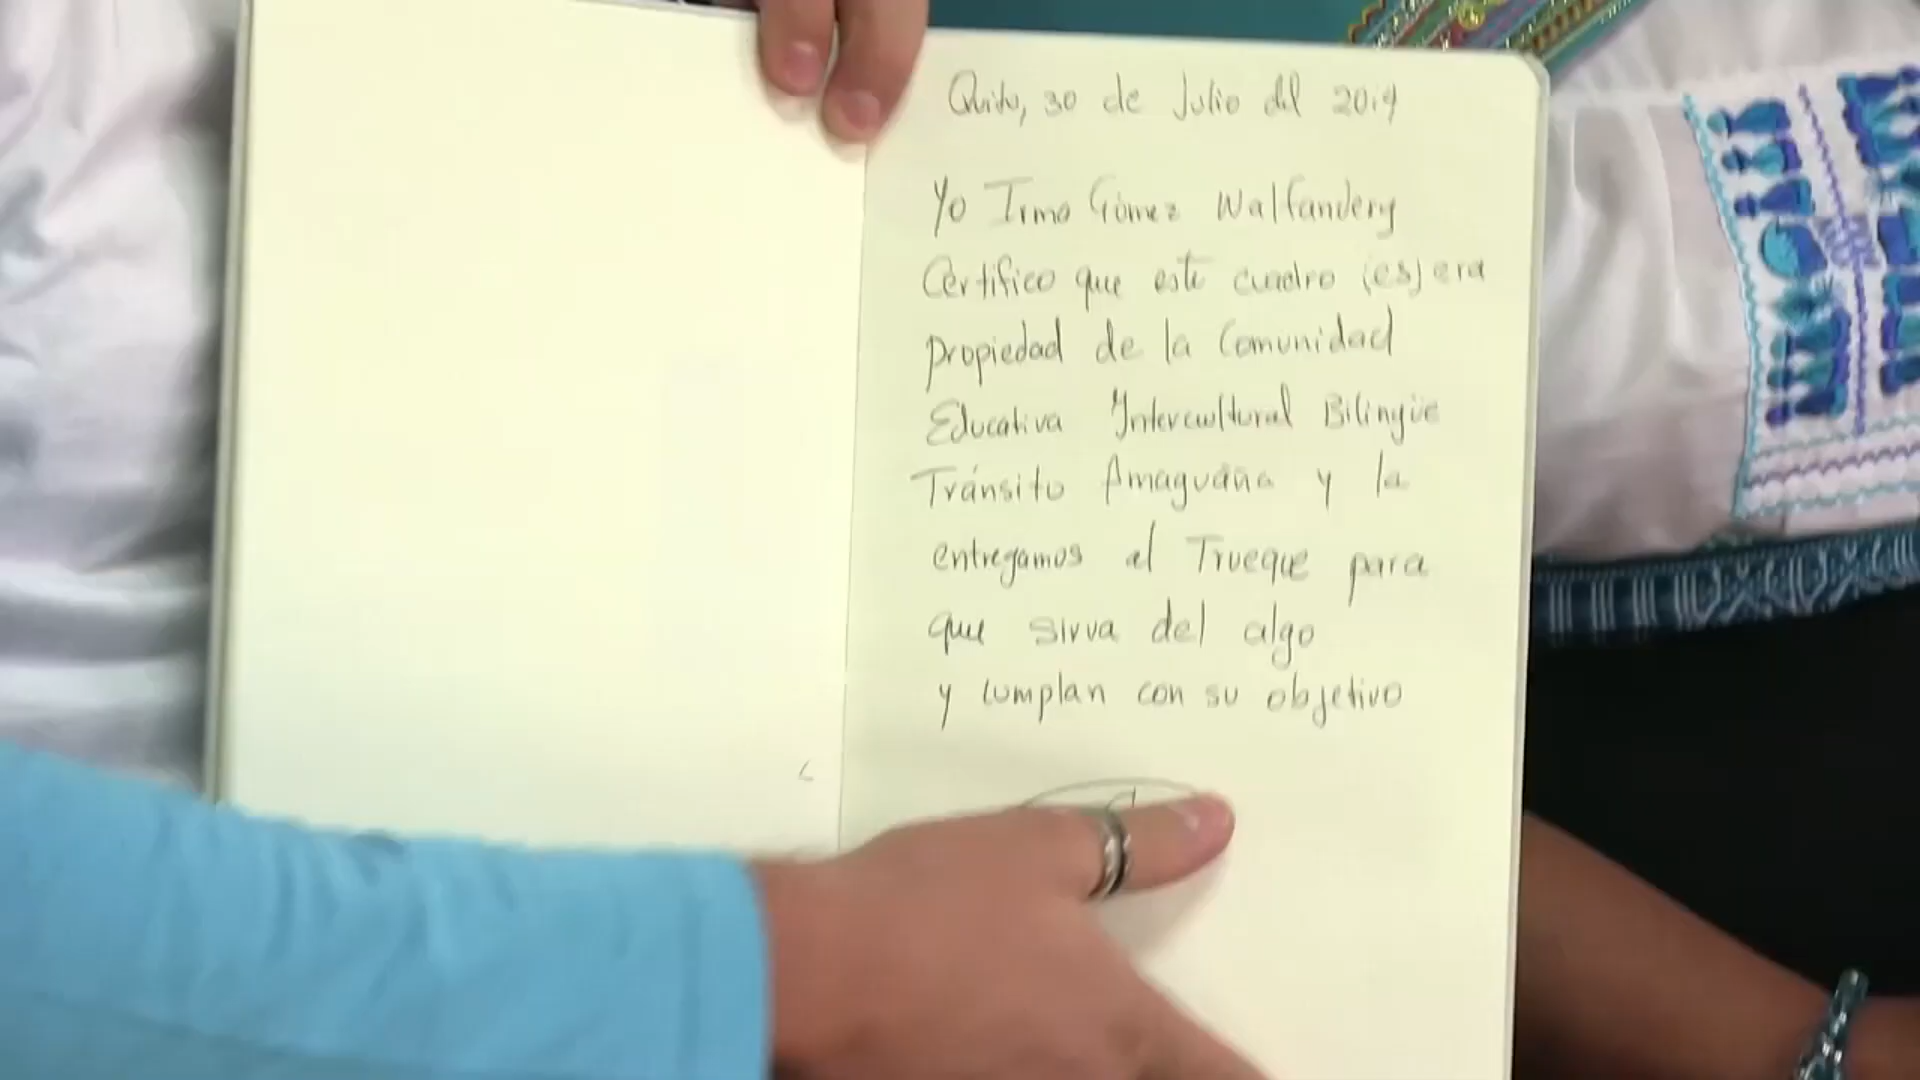 Quito, 30 de Julio del 2019
Yo Irma Gómez Walfandery
Certifico que este cuadro (es) era
propiedad de la Comunidad
Educativa Intercultural Bilingüe
Tránsito Amaguaña y la
entregamos al Trueque para
que sirva del algo
y cumplan con su objetivo